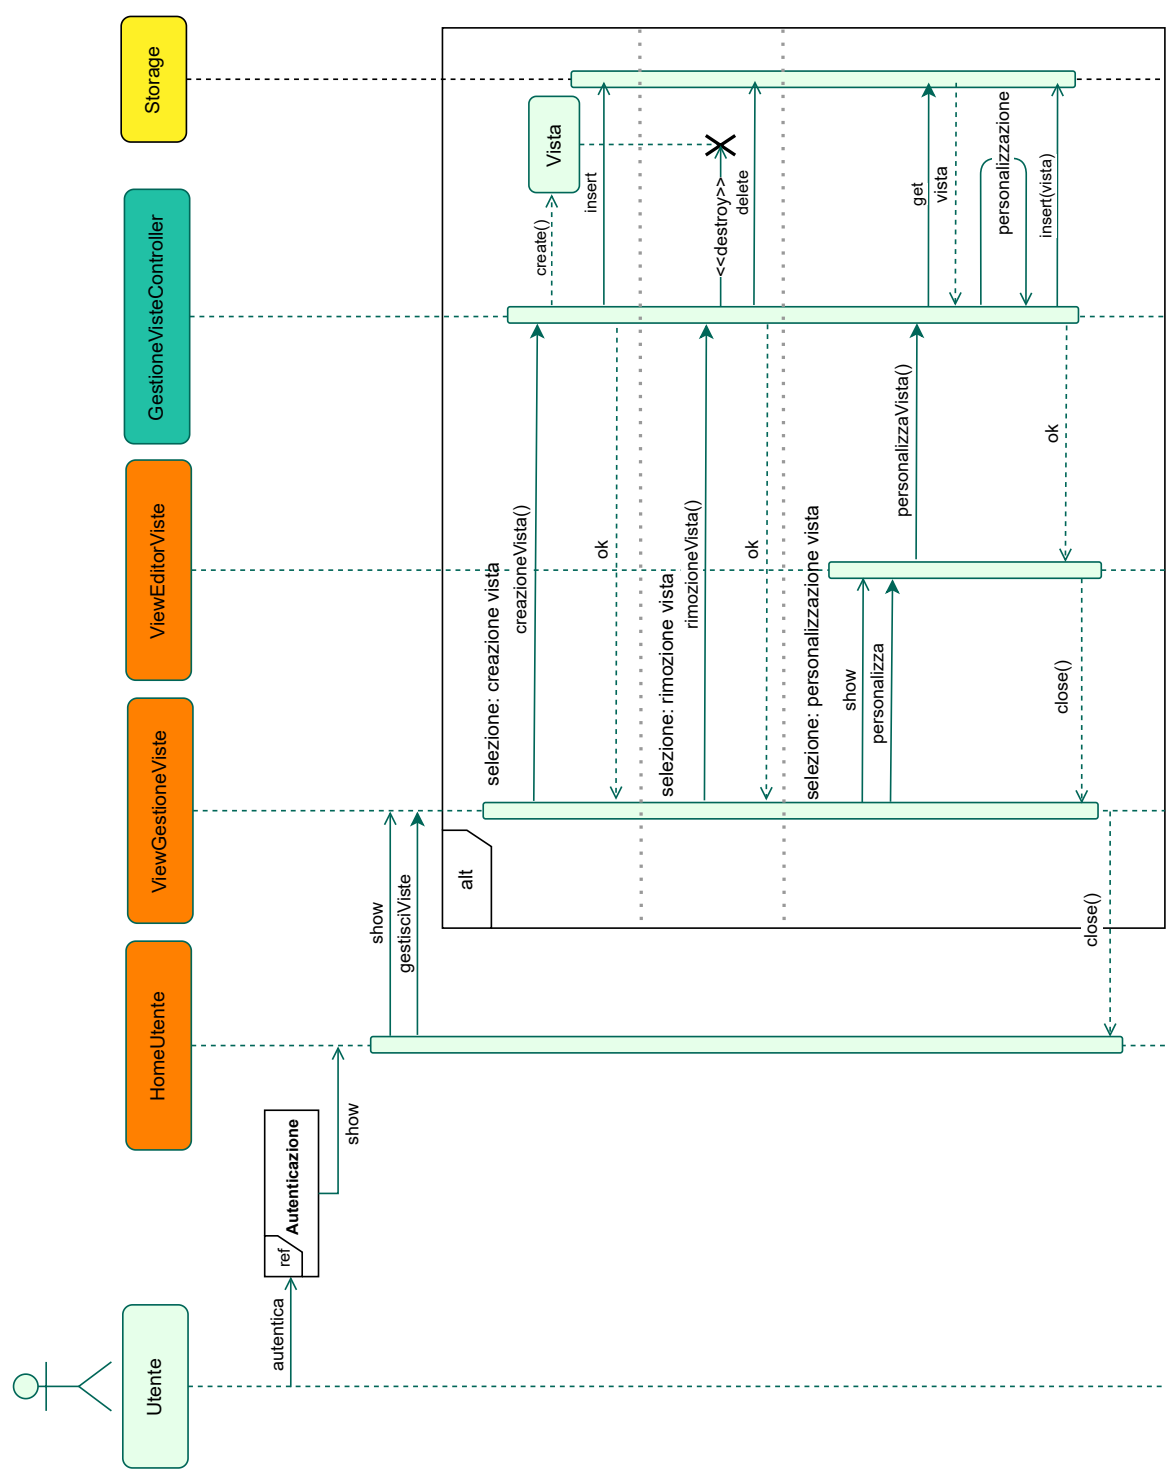 Utente
HomeUtente
ViewGestioneViste
ViewEditorViste
GestioneVisteController
Storage
autentica
ref
Autenticazione
show
show
gestisciViste
alt
selezione: creazione vista
creazioneVista()
create()
Vista
insert
ok
selezione: rimozione vista
rimozioneVista()
<<destroy>>
delete
ok
selezione: personalizzazione vista
show
personalizza
personalizzaVista()
get
vista
personalizzazione
insert(vista)
ok
close()
close()